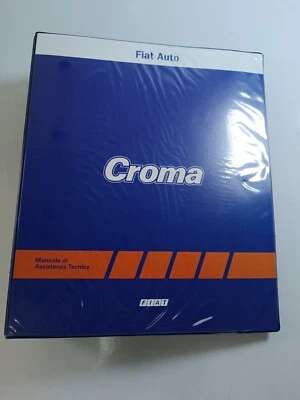 Fiat Auto
Croma
Manuale di
Assistenza Tecnica
FIAT